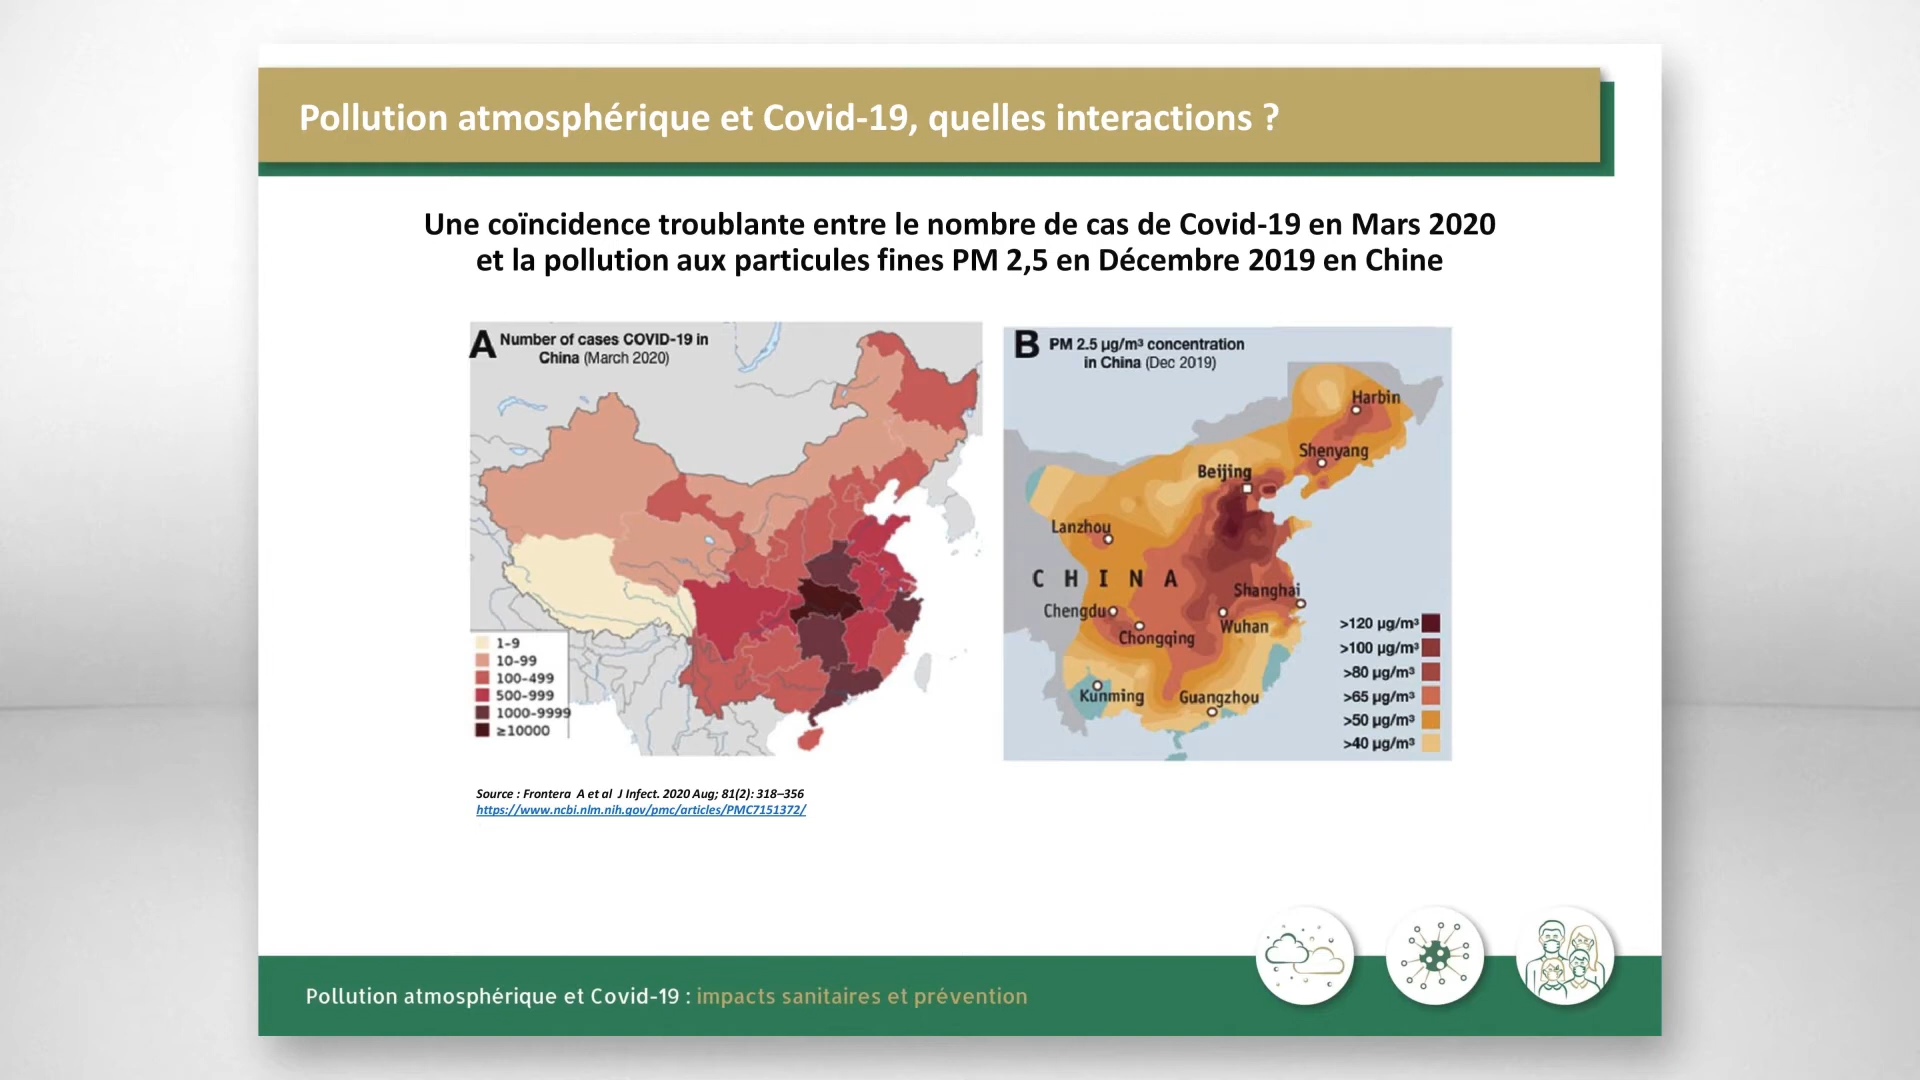 Pollution atmosphérique et Covid-19, quelles interactions ?
Une coïncidence troublante entre le nombre de cas de Covid-19 en Mars 2020
et la pollution aux particules fines PM 2,5 en Décembre 2019 en Chine
A Number of cases COVID-19 in
China (March 2020)
1-9
10-99
100-499
500-999
1000-9999
≥10000
B PM 2.5 µg/m³ concentration
in China (Dec 2019)
Harbin
Shenyang
Beijing
Lanzhou
CHINA
Shanghai
Chengdu
Wuhan
Chongqing
Kunming
Guangzhou
>120 µg/m³
>100 µg/m³
>80 µg/m³
>65 µg/m³
>50 µg/m³
>40 µg/m³
Source : Frontera A et al J Infect. 2020 Aug; 81(2): 318–356
https://www.ncbi.nlm.nih.gov/pmc/articles/PMC7151372/
Pollution atmosphérique et Covid-19 : impacts sanitaires et prévention